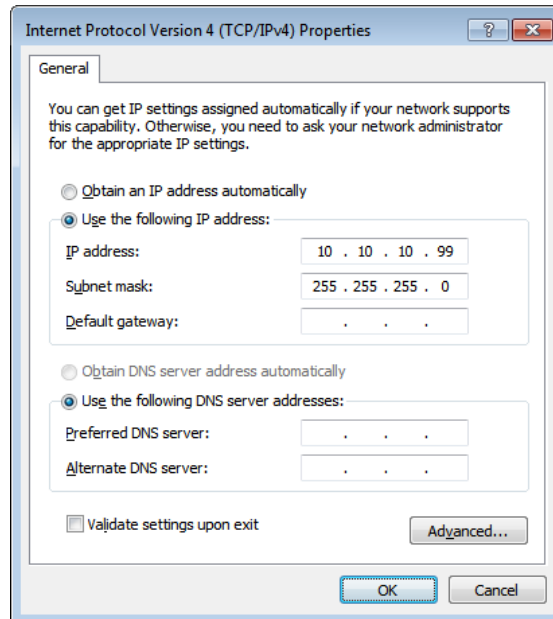 Internet Protocol Version 4 (TCP/IPv4) Properties
General
You can get IP settings assigned automatically if your network supports
this capability. Otherwise, you need to ask your network administrator
for the appropriate IP settings.
Obtain an IP address automatically
Use the following IP address:
IP address: 10 . 10 . 10 . 99
Subnet mask: 255 . 255 . 255 . 0
Default gateway: . . .
Obtain DNS server address automatically
Use the following DNS server addresses:
Preferred DNS server: . . .
Alternate DNS server: . . .
Validate settings upon exit
Advanced...
OK Cancel